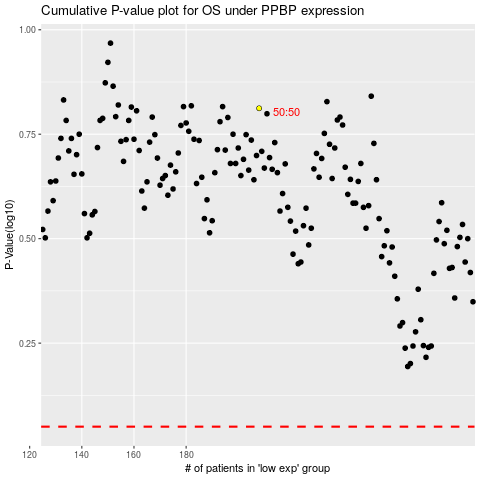 Cumulative P-value plot for OS under PPBP expression
1.00
0.75
0.50
0.25
P-Value(log10)
50:50
120 140 160 180
# of patients in 'low exp' group